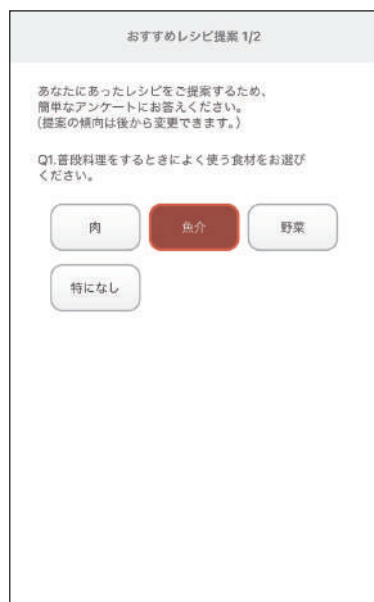 おすすめレシピ提案 1/2
あなたにあったレシピをご提案するため、
簡単なアンケートにお答えください。
(提案の傾向は後から変更できます。)
Q1.普段料理をするときによく使う食材をお選び
ください。
肉 魚介 野菜
特になし